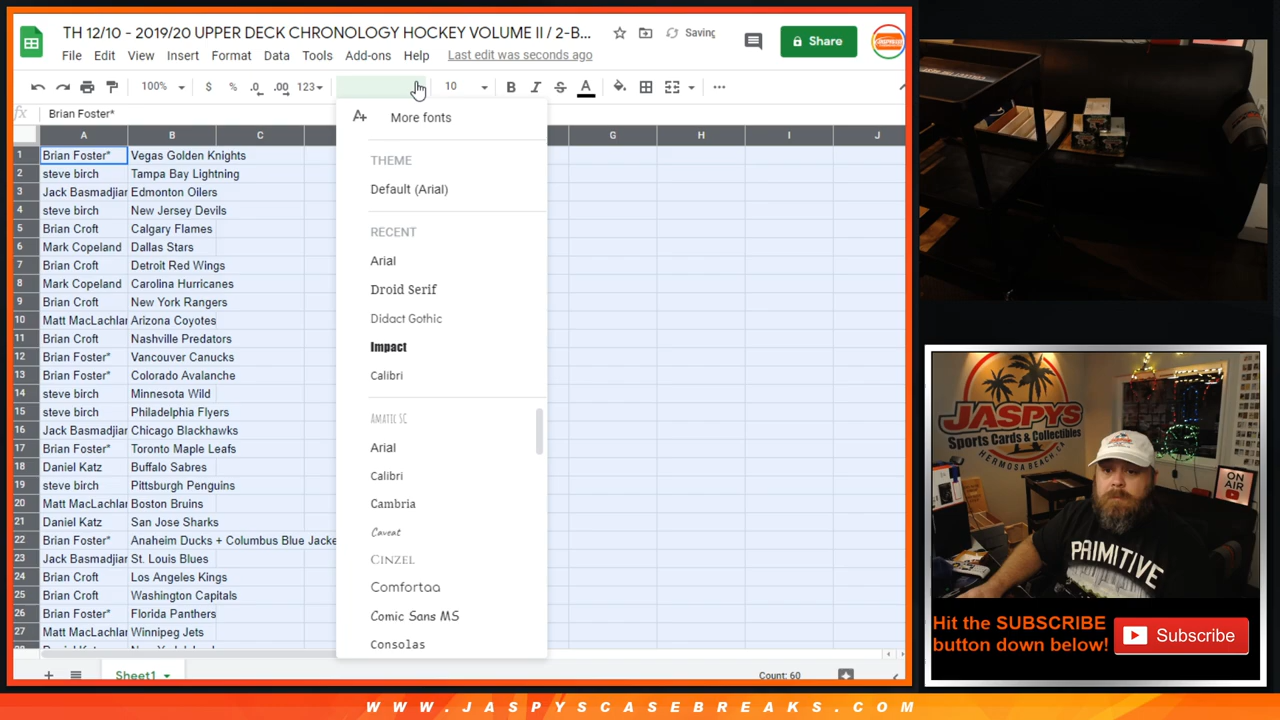 TH 12/10 - 2019/20 UPPER DECK CHRONOLOGY HOCKEY VOLUME II / 2-B...
Saving
Share
File Edit View Insert Format Data Tools Add-ons Help Last edit was seconds ago
100% $ % .0 .00 123 10 B I S A
fx Brian Foster*
A B C G H I J
1 Brian Foster* Vegas Golden Knights
2 steve birch Tampa Bay Lightning
3 Jack Basmadjian Edmonton Oilers
4 steve birch New Jersey Devils
5 Brian Croft Calgary Flames
6 Mark Copeland Dallas Stars
7 Brian Croft Detroit Red Wings
8 Mark Copeland Carolina Hurricanes
9 Brian Croft New York Rangers
10 Matt MacLachlan Arizona Coyotes
11 Brian Croft Nashville Predators
12 Brian Foster* Vancouver Canucks
13 Brian Foster* Colorado Avalanche
14 steve birch Minnesota Wild
15 steve birch Philadelphia Flyers
16 Jack Basmadjian Chicago Blackhawks
17 Brian Foster* Toronto Maple Leafs
18 Daniel Katz Buffalo Sabres
19 steve birch Pittsburgh Penguins
20 Matt MacLachlan Boston Bruins
21 Daniel Katz San Jose Sharks
22 Brian Foster* Anaheim Ducks + Columbus Blue Jacke
23 Jack Basmadjian St. Louis Blues
24 Brian Croft Los Angeles Kings
25 Brian Croft Washington Capitals
26 Brian Foster* Florida Panthers
27 Matt MacLachlan Winnipeg Jets
More fonts
THEME
Default (Arial)
RECENT
Arial
Droid Serif
Didact Gothic
Impact
Calibri
Amatic SC
Arial
Calibri
Cambria
Caveat
CINZEL
Comfortaa
Comic Sans MS
Consolas
Sheet1
Count: 60
JASPYS
Sports Cards & Collectibles
HERMOSA BEACH, CA
ON AIR
PRIMITIVE
Hit the SUBSCRIBE
button down below!
Subscribe
WWW.JASPYSCASEBREAKS.COM